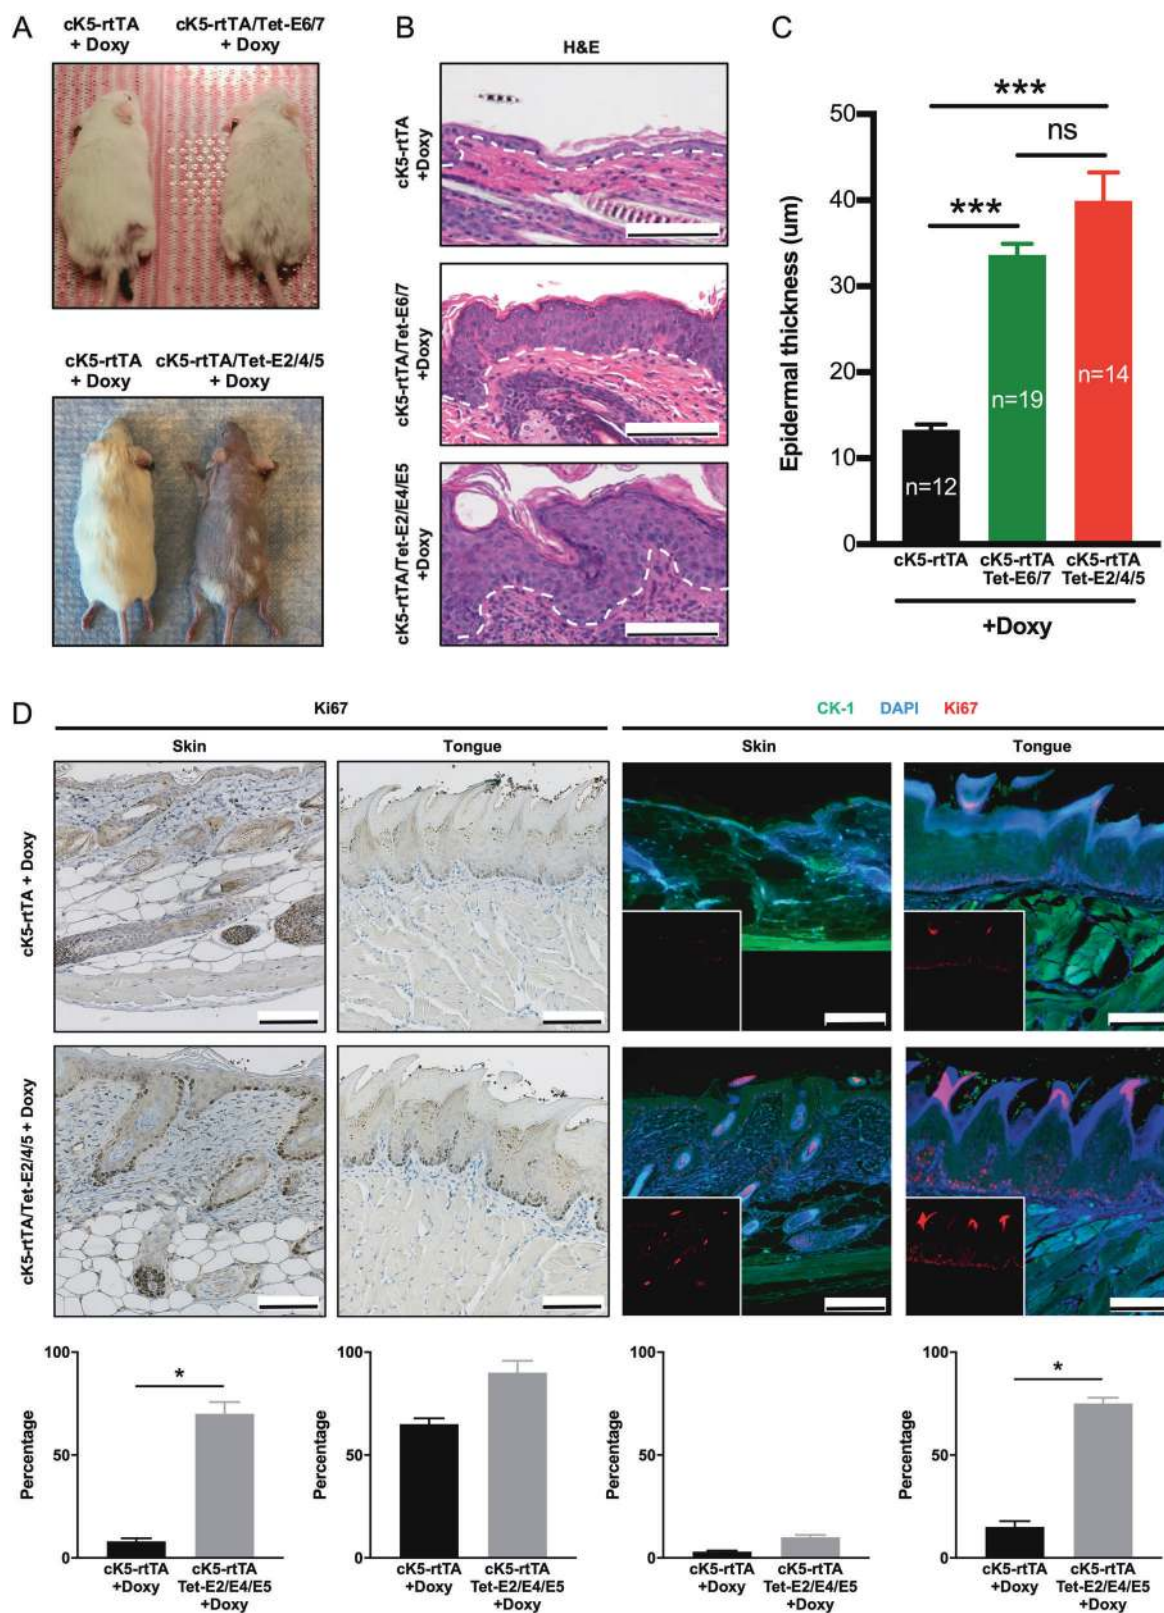 A
cK5-rtTA
+ Doxy
cK5-rtTA/Tet-E6/7
+ Doxy
cK5-rtTA
+ Doxy
cK5-rtTA/Tet-E2/4/5
+ Doxy
B
H&E
cK5-rtTA
+Doxy
cK5-rtTA/Tet-E6/7
+Doxy
cK5-rtTA/Tet-E2/E4/E5
+Doxy
C
Epidermal thickness (um)
50
40
30
20
10
0
***
ns
***
n=12
n=19
n=14
cK5-rtTA
cK5-rtTA
Tet-E6/7
cK5-rtTA
Tet-E2/4/5
+Doxy
D
Ki67
CK-1 DAPI Ki67
Skin
Tongue
Skin
Tongue
cK5-rtTA + Doxy
cK5-rtTA/Tet-E2/4/5 + Doxy
Percentage
100
50
0
*
cK5-rtTA
+Doxy
cK5-rtTA
Tet-E2/E4/E5
+Doxy
Percentage
100
50
0
cK5-rtTA
+Doxy
cK5-rtTA
Tet-E2/E4/E5
+Doxy
Percentage
100
50
0
cK5-rtTA
+Doxy
cK5-rtTA
Tet-E2/E4/E5
+Doxy
Percentage
100
50
0
*
cK5-rtTA
+Doxy
cK5-rtTA
Tet-E2/E4/E5
+Doxy